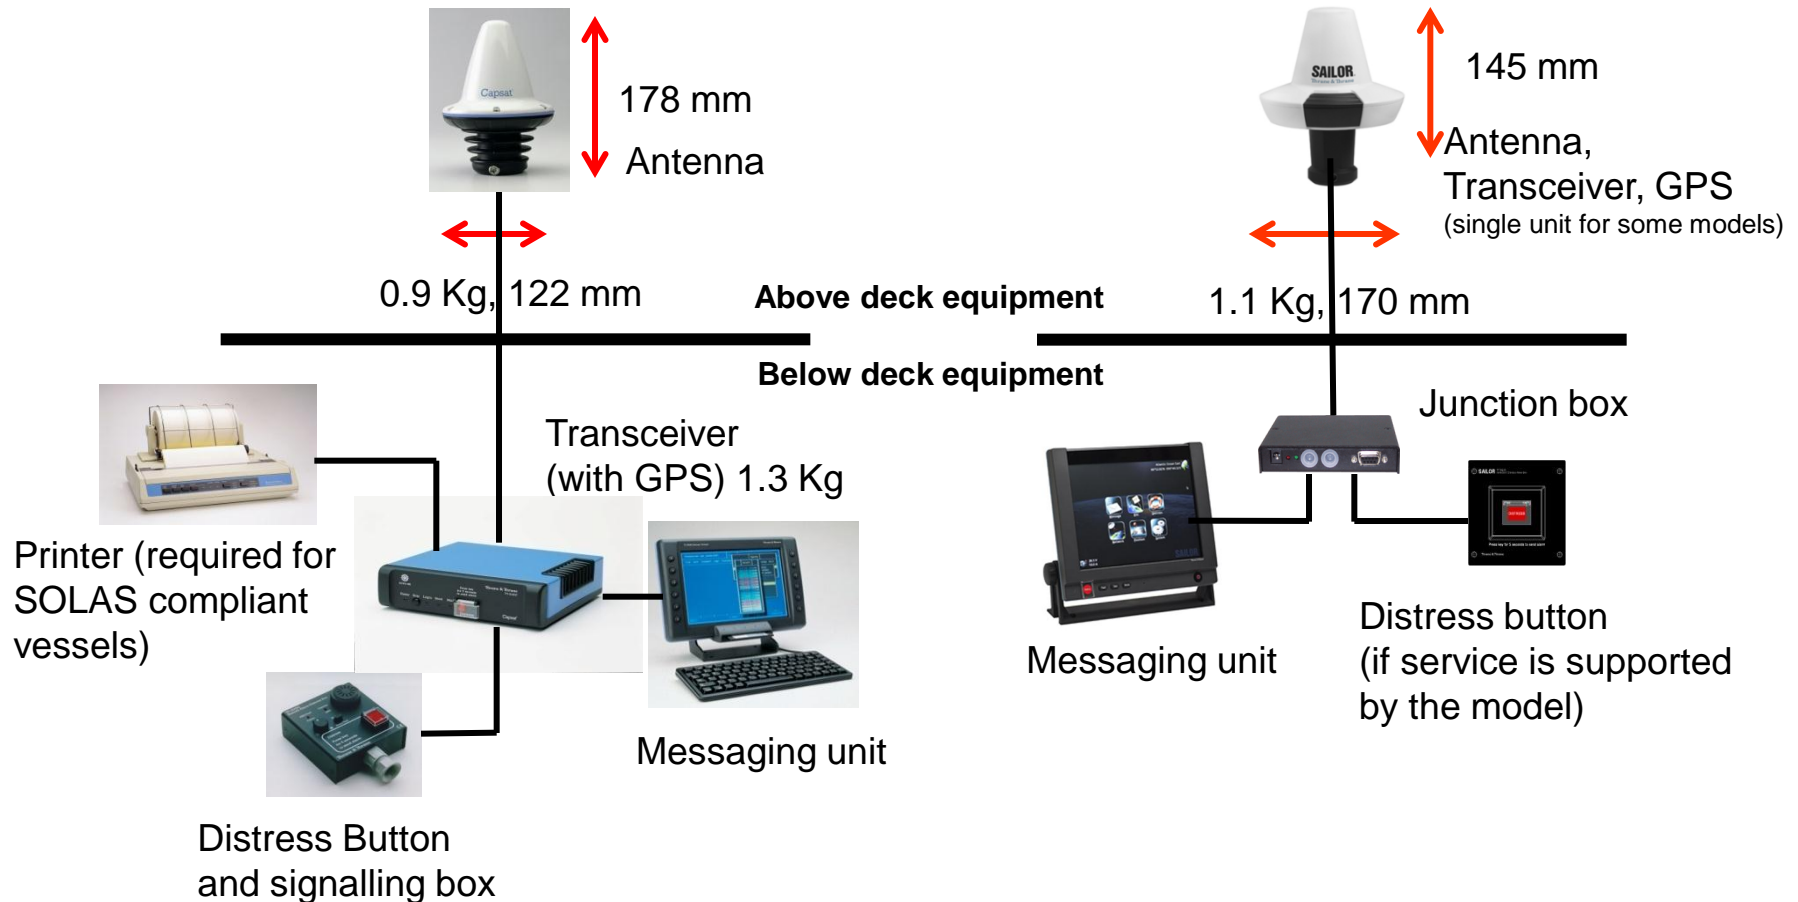 Capsat
178 mm
Antenna
0.9 Kg, 122 mm
SAILOR
145 mm
Antenna,
Transceiver, GPS
(single unit for some models)
1.1 Kg, 170 mm
Above deck equipment
Below deck equipment
Printer (required for
SOLAS compliant
vessels)
Transceiver
(with GPS) 1.3 Kg
Capsat
Messaging unit
Distress Button
and signalling box
Junction box
SAILOR
Messaging unit
SAILOR
Distress button
(if service is supported
by the model)